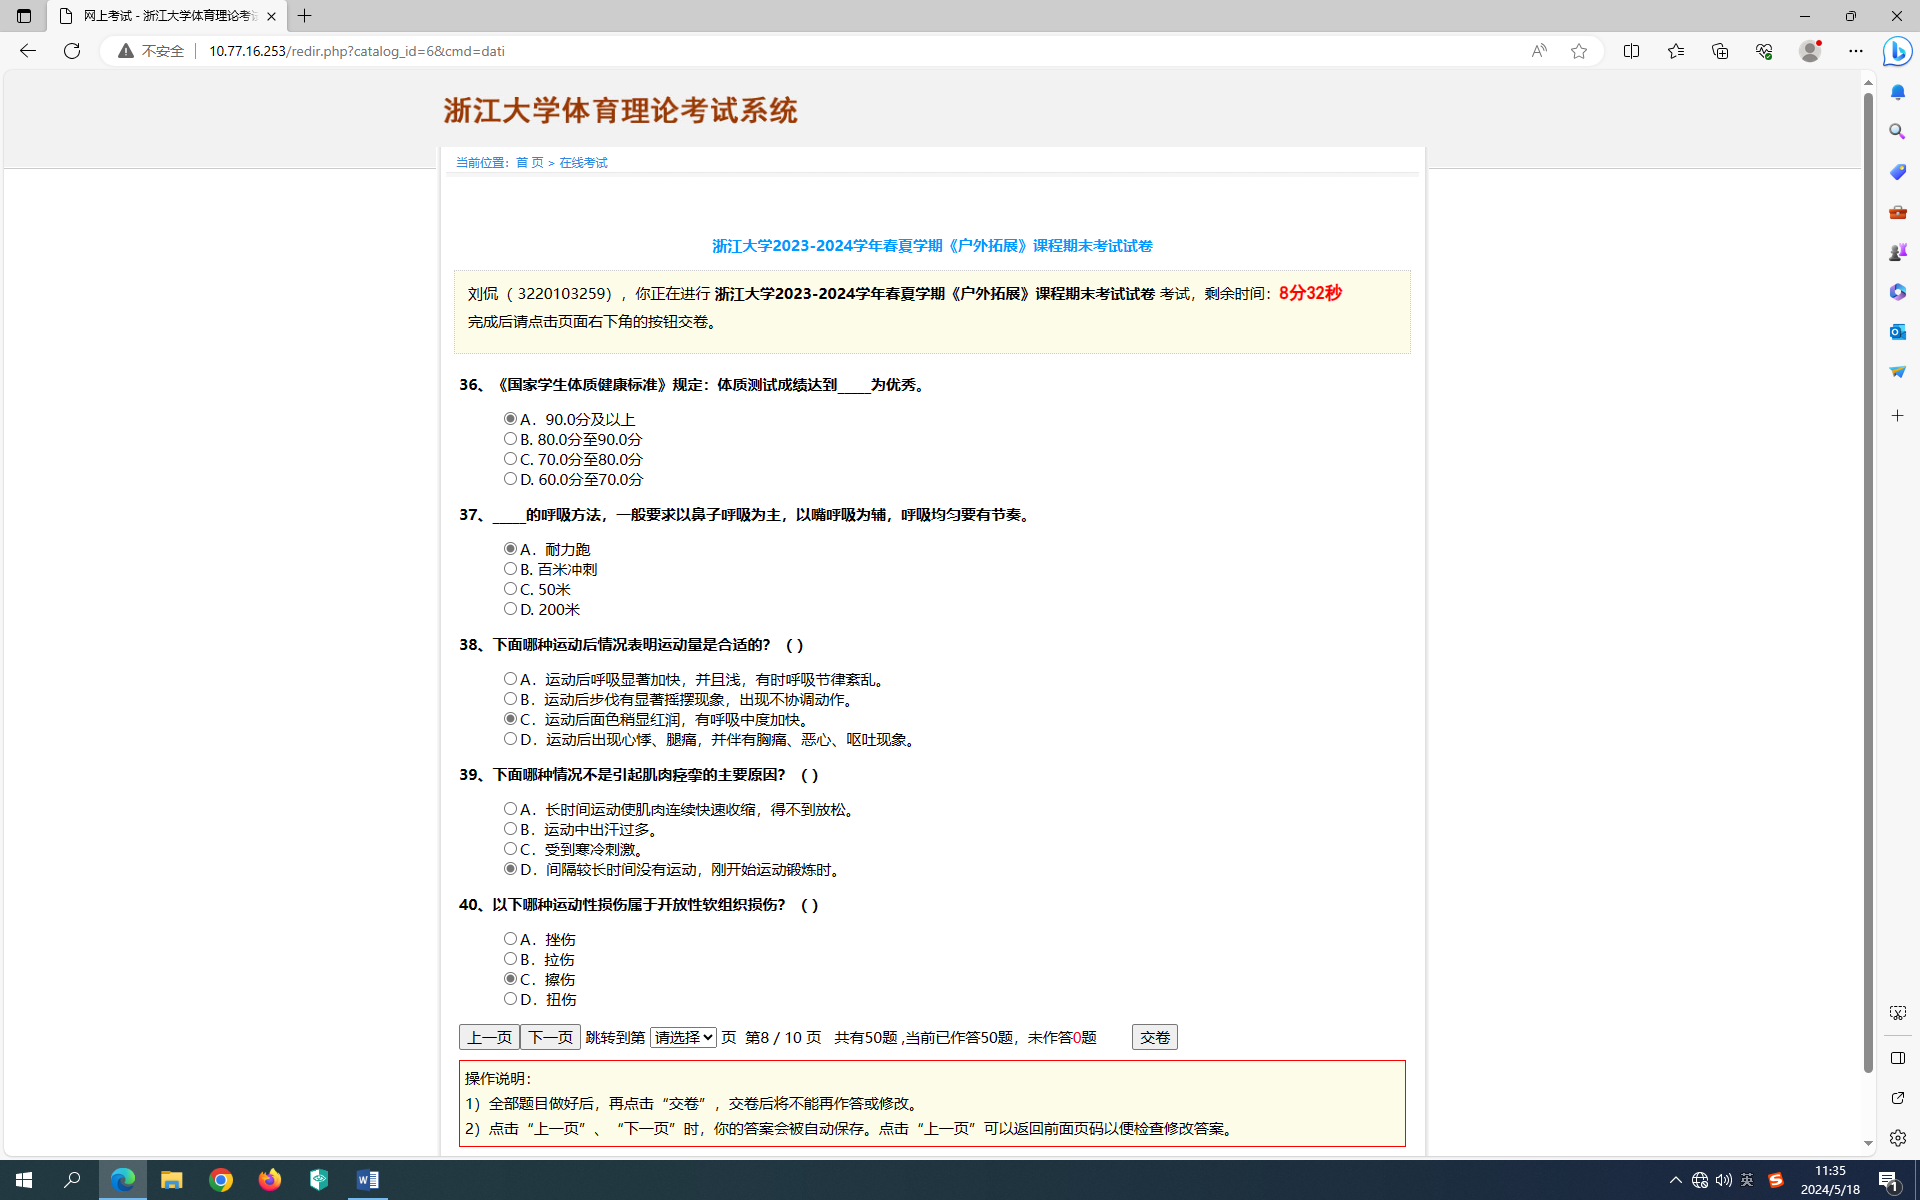 网上考试 - 浙江大学体育理论考试
不安全
10.77.16.253/redir.php?catalog_id=6&cmd=dati
浙江大学体育理论考试系统
当前位置：首 页 > 在线考试
浙江大学2023-2024学年春夏学期《户外拓展》课程期末考试试卷
刘侃（ 3220103259），你正在进行 浙江大学2023-2024学年春夏学期《户外拓展》课程期末考试试卷 考试，剩余时间：8分32秒
完成后请点击页面右下角的按钮交卷。
36、《国家学生体质健康标准》规定：体质测试成绩达到_____为优秀。
A．90.0分及以上
B. 80.0分至90.0分
C. 70.0分至80.0分
D. 60.0分至70.0分
37、_____的呼吸方法，一般要求以鼻子呼吸为主，以嘴呼吸为辅，呼吸均匀要有节奏。
A．耐力跑
B. 百米冲刺
C. 50米
D. 200米
38、下面哪种运动后情况表明运动量是合适的？（ ）
A．运动后呼吸显著加快，并且浅，有时呼吸节律紊乱。
B．运动后步伐有显著摇摆现象，出现不协调动作。
C．运动后面色稍显红润，有呼吸中度加快。
D．运动后出现心悸、腿痛，并伴有胸痛、恶心、呕吐现象。
39、下面哪种情况不是引起肌肉痉挛的主要原因？（ ）
A．长时间运动使肌肉连续快速收缩，得不到放松。
B．运动中出汗过多。
C．受到寒冷刺激。
D．间隔较长时间没有运动，刚开始运动锻炼时。
40、以下哪种运动性损伤属于开放性软组织损伤？（ ）
A．挫伤
B．拉伤
C．擦伤
D．扭伤
上一页 下一页 跳转到第 请选择 页 第8 / 10 页 共有50题 ,当前已作答50题，未作答0题 交卷
操作说明：
1）全部题目做好后，再点击“交卷”，交卷后将不能再作答或修改。
2）点击“上一页”、“下一页”时，你的答案会被自动保存。点击“上一页”可以返回前面页码以便检查修改答案。
英
11:35
2024/5/18
1